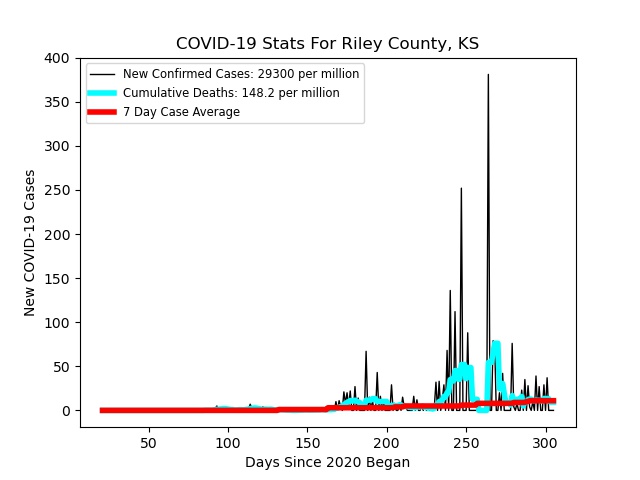 COVID-19 Stats For Riley County, KS
New Confirmed Cases: 29300 per million
Cumulative Deaths: 148.2 per million
7 Day Case Average
New COVID-19 Cases
400
350
300
250
200
150
100
50
0
50 100 150 200 250 300
Days Since 2020 Began